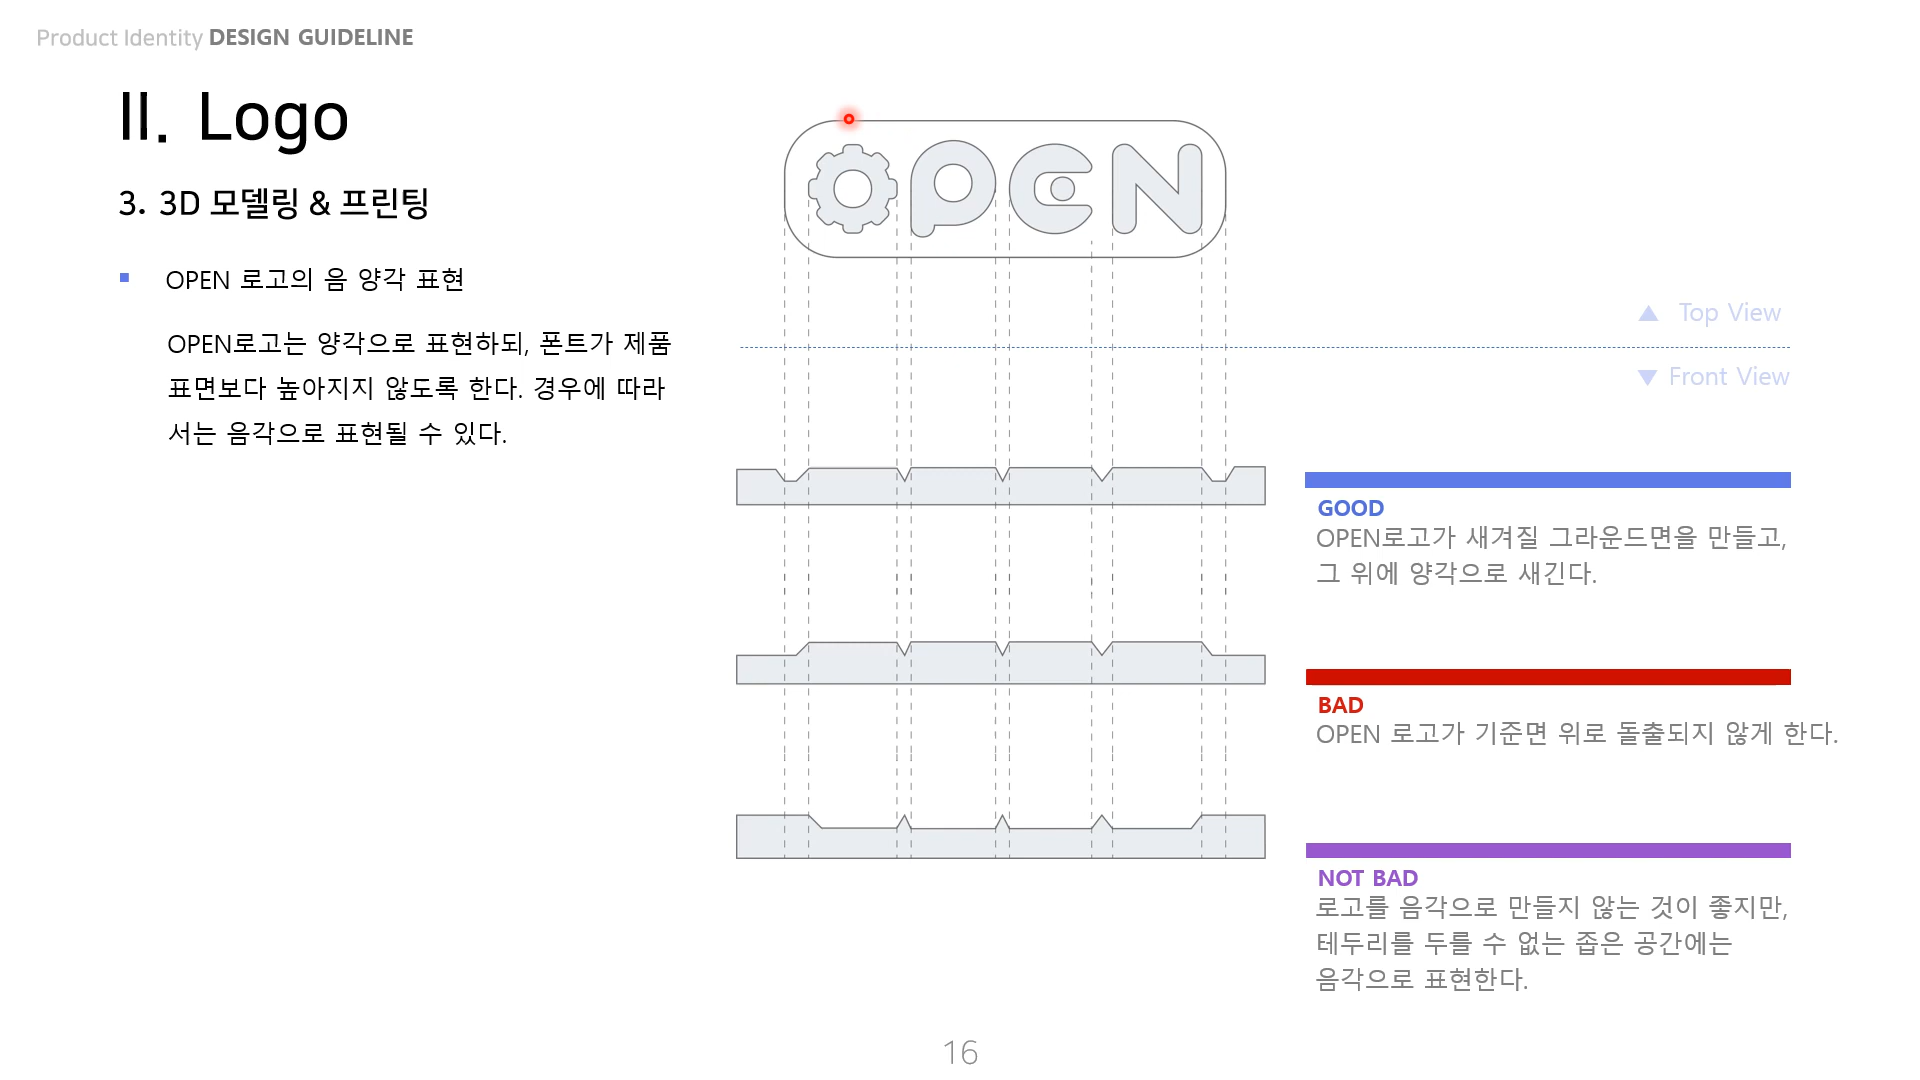 Product Identity DESIGN GUIDELINE
II. Logo
3. 3D 모델링 & 프린팅
OPEN 로고의 음 양각 표현
OPEN로고는 양각으로 표현하되, 폰트가 제품
표면보다 높아지지 않도록 한다. 경우에 따라
서는 음각으로 표현될 수 있다.
OPEN
▲ Top View
▼ Front View
GOOD
OPEN로고가 새겨질 그라운드면을 만들고,
그 위에 양각으로 새긴다.
BAD
OPEN 로고가 기준면 위로 돌출되지 않게 한다.
NOT BAD
로고를 음각으로 만들지 않는 것이 좋지만,
테두리를 두를 수 없는 좁은 공간에는
음각으로 표현한다.
16